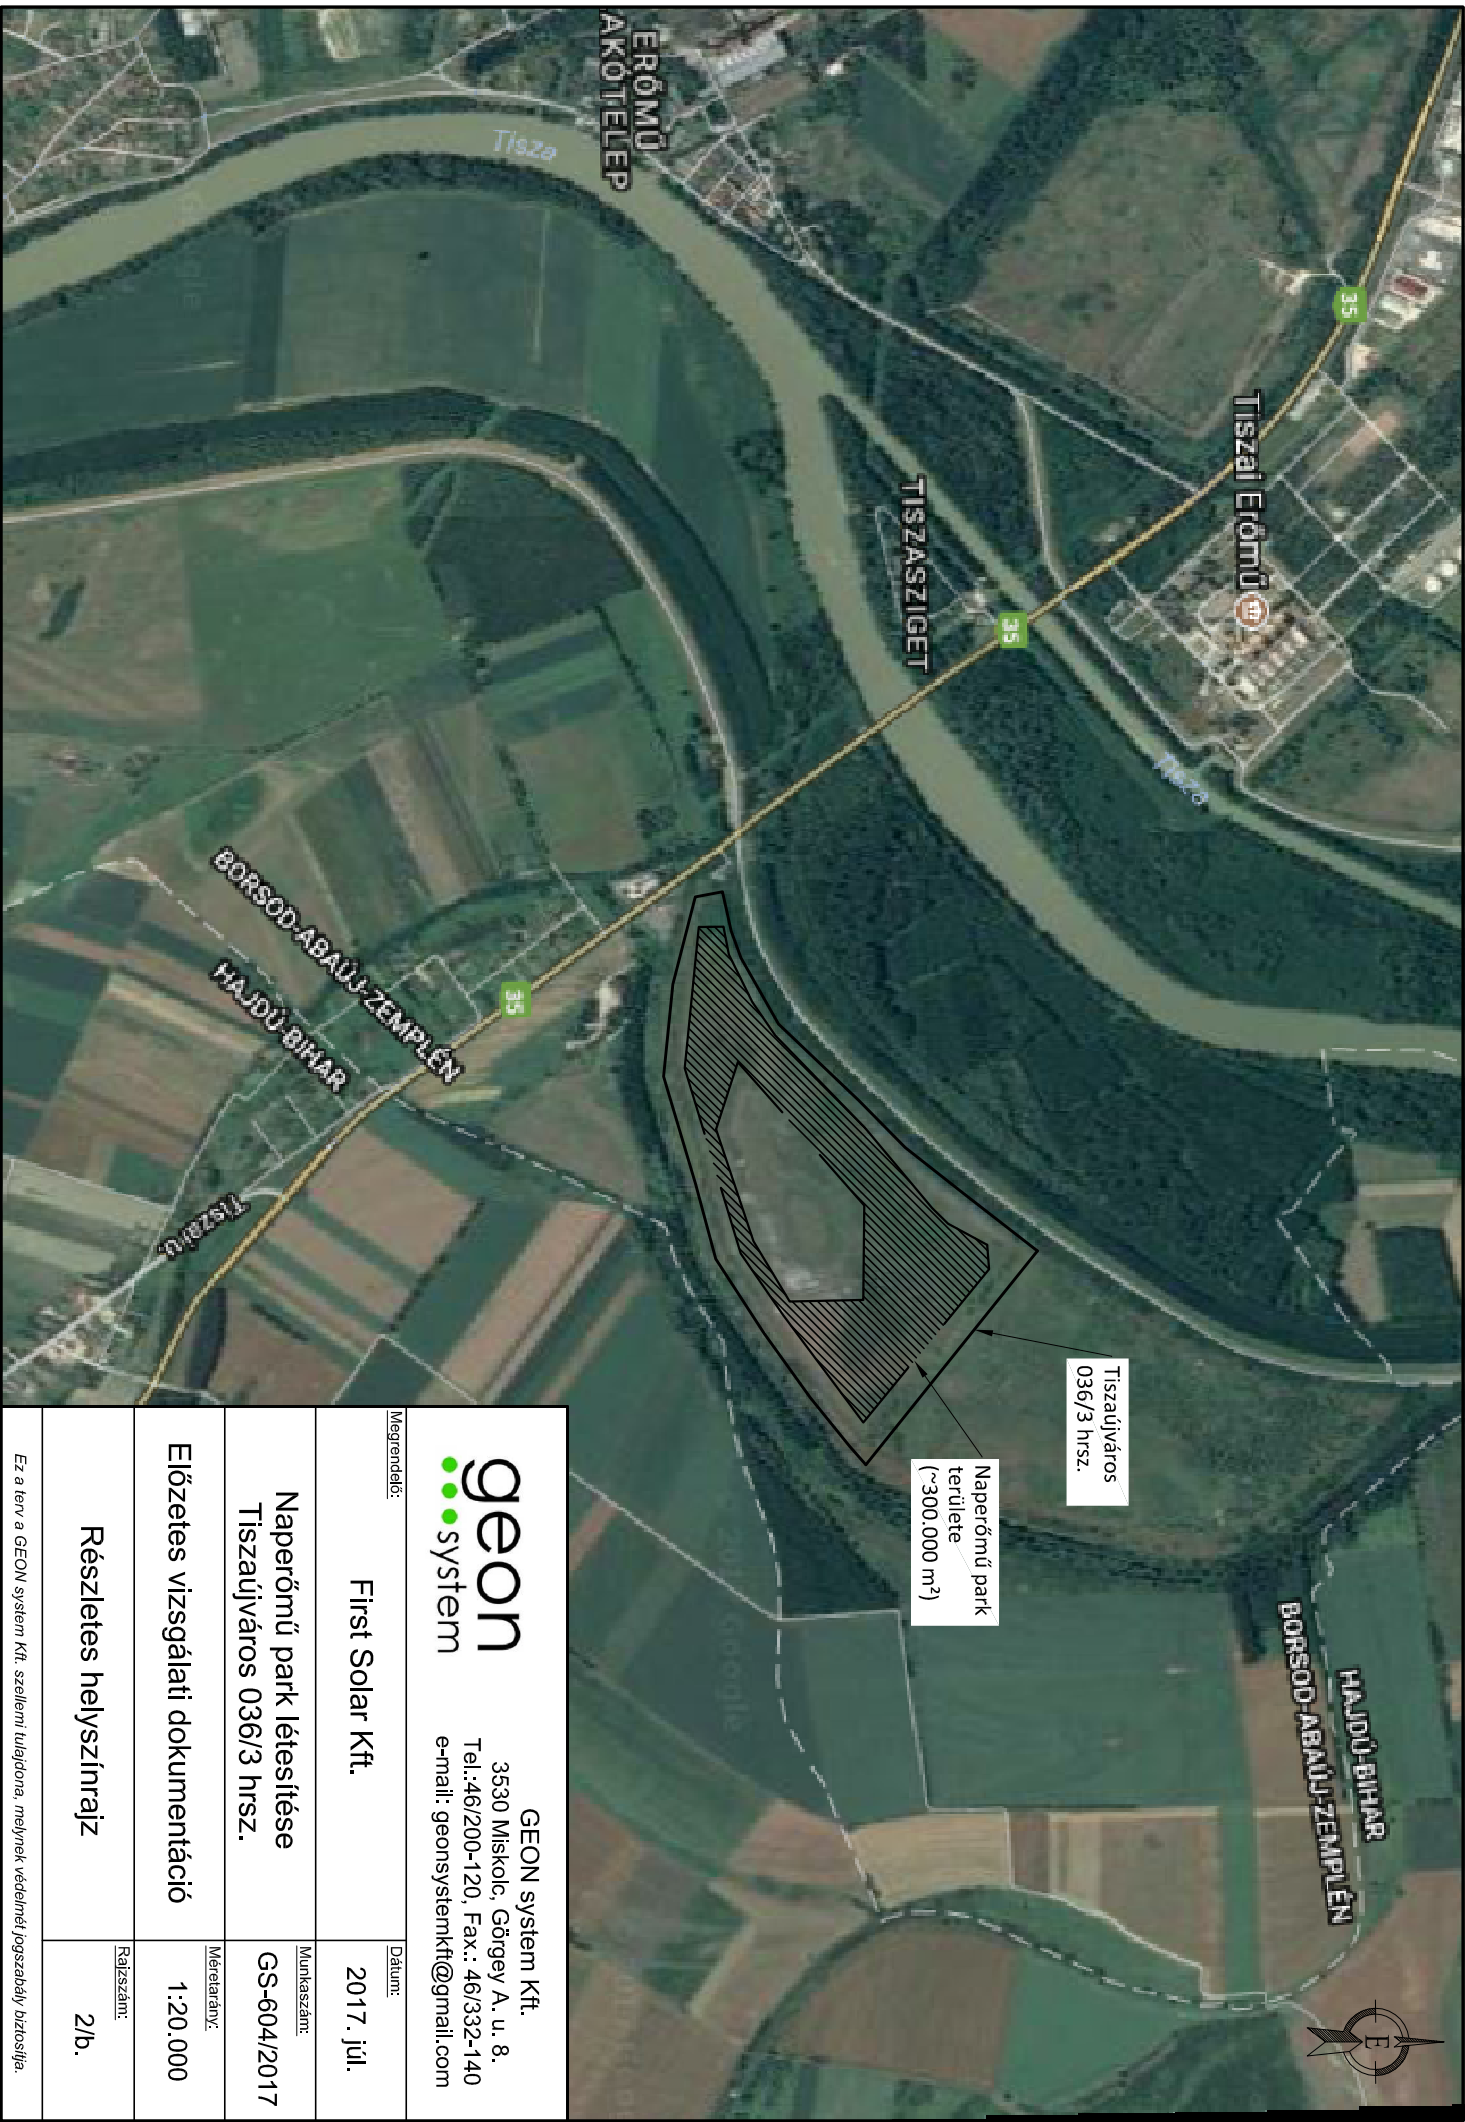 35
Tiszai Erőmű
HAJDÚ-BIHAR
BORSOD-ABAÚJ-ZEMPLÉN
E
Tisza
Tiszaújváros
036/3 hrsz.
35
TISZASZIGET
Naperőmű park
területe
(~300.000 m²)
ERŐMŰ
LAKÓTELEP
Tisza
35
BORSOD-ABAÚJ-ZEMPLÉN
HAJDÚ-BIHAR
Tiszai u.
Google
geon
system
GEON system Kft.
3530 Miskolc, Görgey A. u. 8.
Tel.:46/200-120, Fax.: 46/332-140
e-mail: geonsystemkft@gmail.com
Megrendelő:
First Solar Kft.
Dátum:
2017. júl.
Naperőmű park létesítése
Tiszaújváros 036/3 hrsz.
Munkaszám:
GS-604/2017
Előzetes vizsgálati dokumentáció
Méretarány:
1:20.000
Részletes helyszínrajz
Rajzszám:
2/b.
Ez a terv a GEON system Kft. szellemi tulajdona, melynek védelmét jogszabály biztosítja.